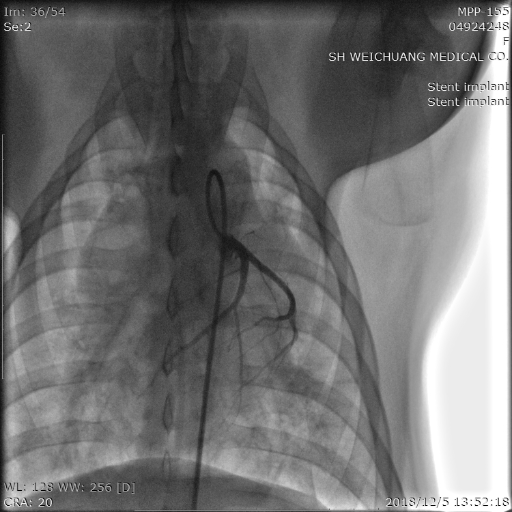 Im: 36/54
Se:2
MPP-155
04924248
F
SH WEICHUANG MEDICAL CO.
Stent implant
Stent implant
WL: 128 WW: 256 [D]
CRA: 20
2018/12/5 13:52:18